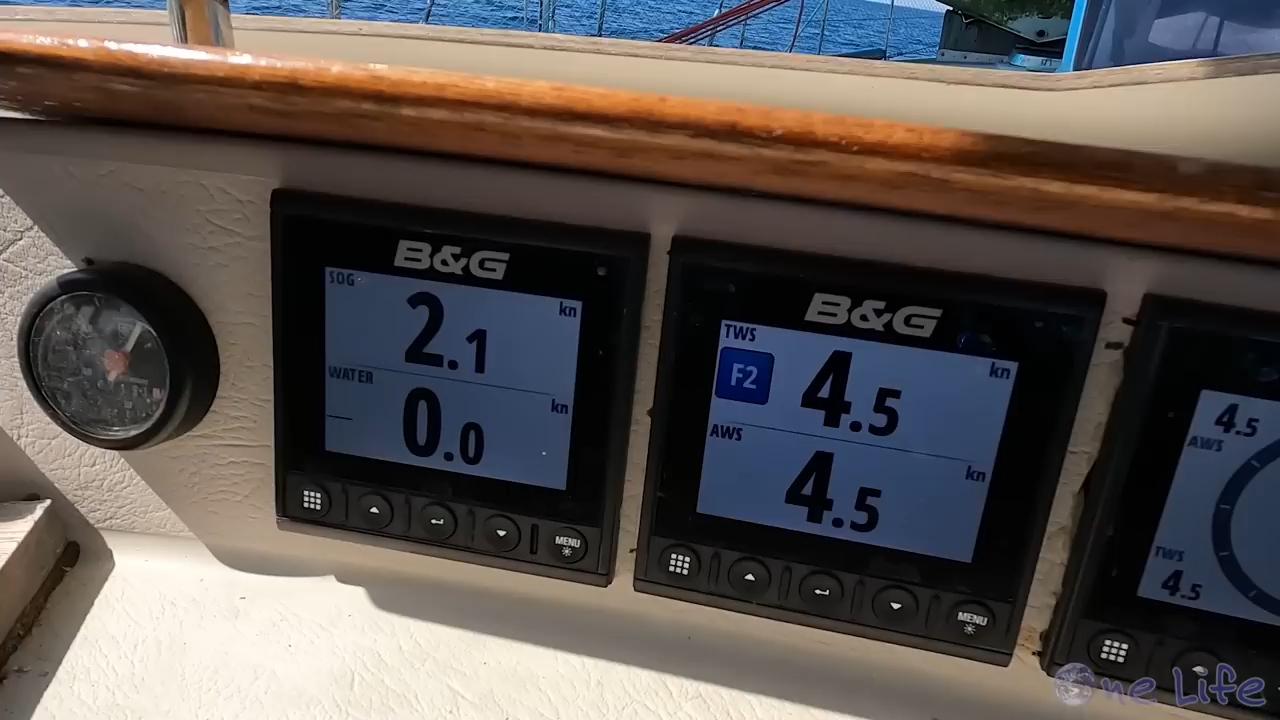 B&G
SOG
2.1 kn
WATER
0.0 kn
MENU
B&G
TWS
F2
4.5 kn
AWS
4.5 kn
MENU
4.5
AWS
TWS
4.5
One Life